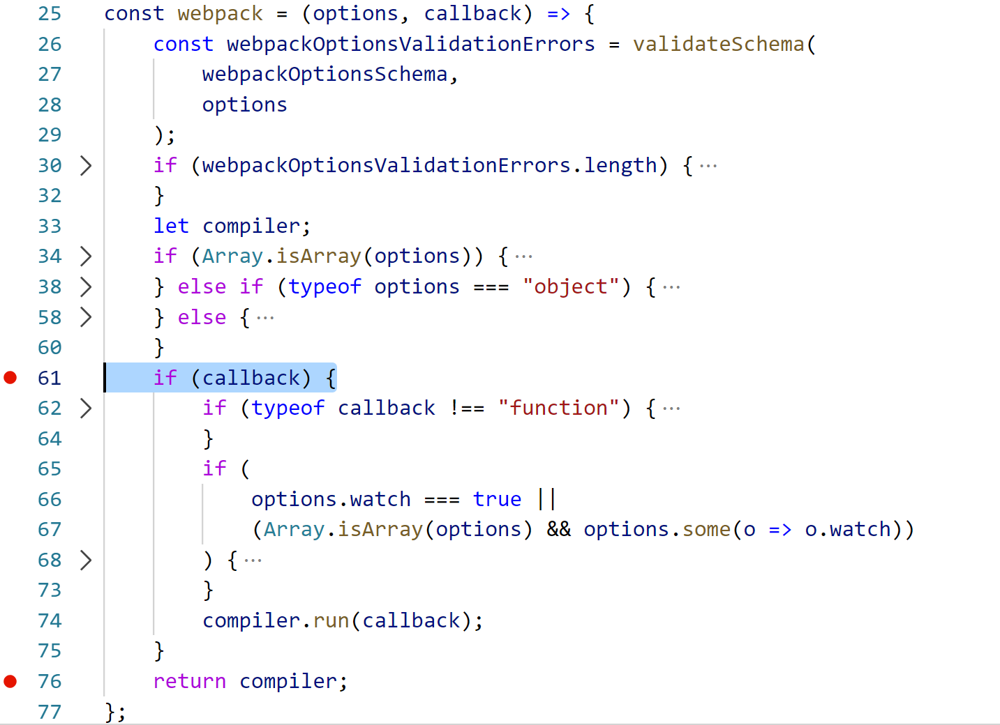 25 const webpack = (options, callback) => {
26 const webpackOptionsValidationErrors = validateSchema(
27 webpackOptionsSchema,
28 options
29 );
30 if (webpackOptionsValidationErrors.length) {···
32 }
33 let compiler;
34 if (Array.isArray(options)) {···
38 } else if (typeof options === "object") {···
58 } else {···
60 }
61 if (callback) {
62 if (typeof callback !== "function") {···
64 }
65 if (
66 options.watch === true ||
67 (Array.isArray(options) && options.some(o => o.watch))
68 ) {···
73 }
74 compiler.run(callback);
75 }
76 return compiler;
77 };